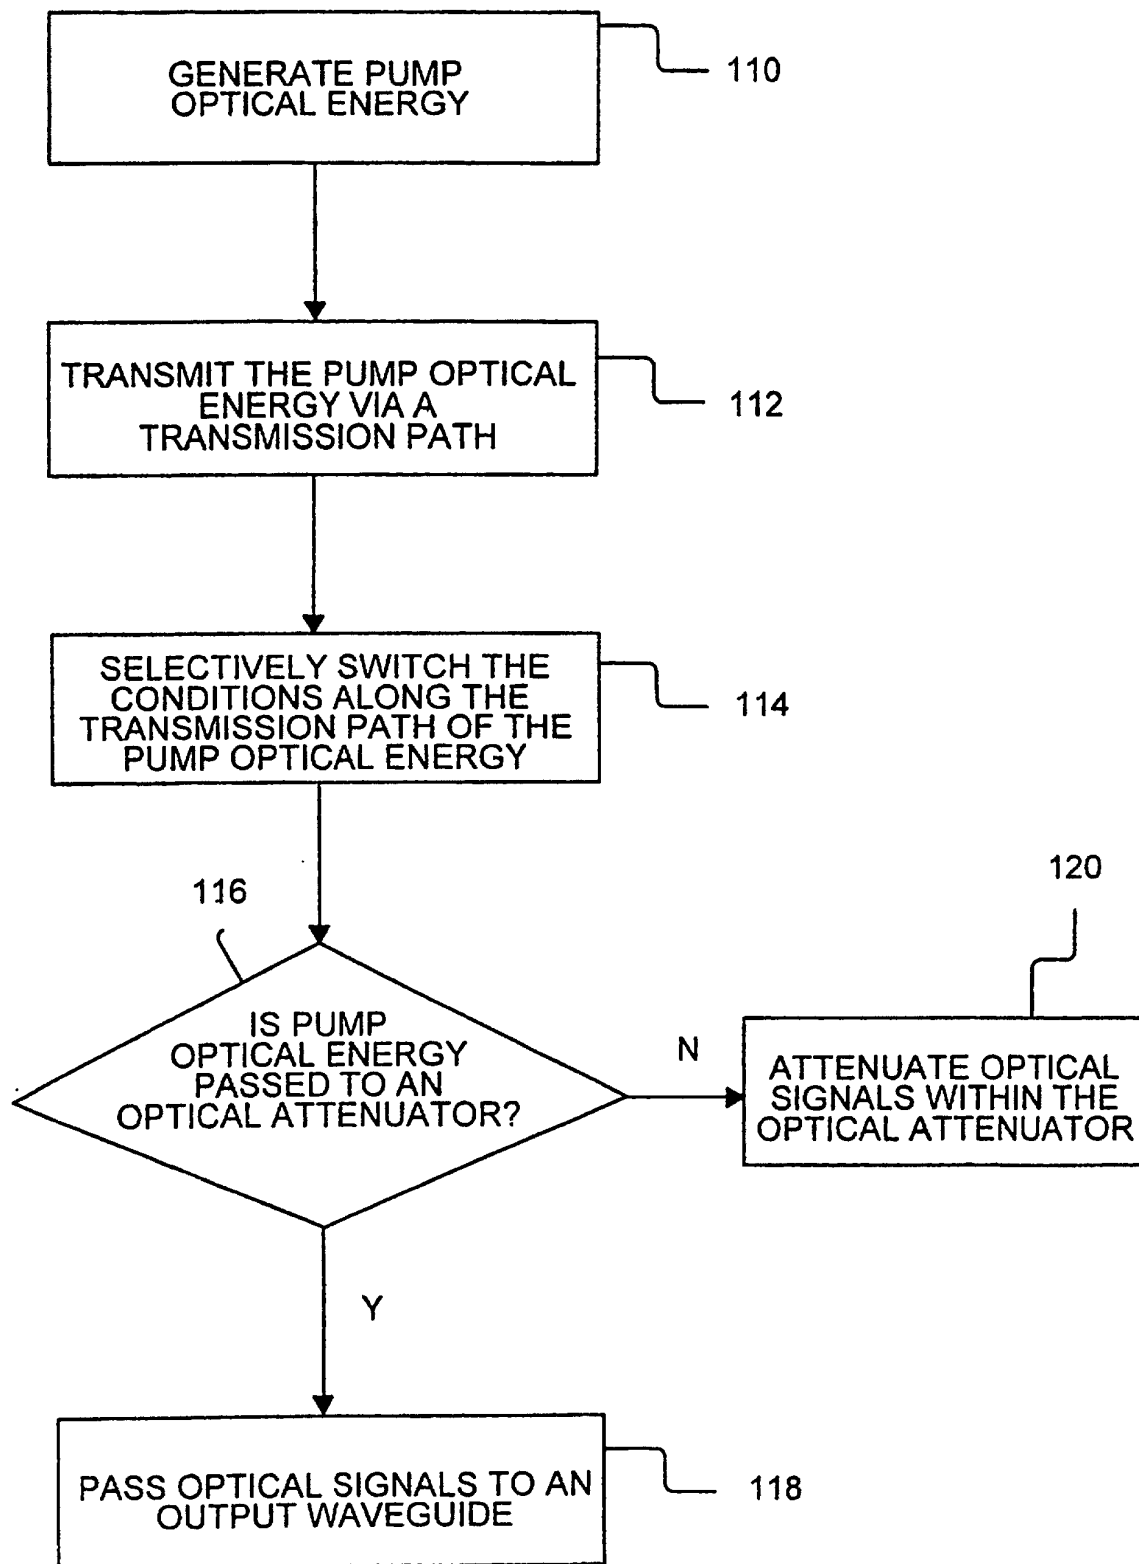 GENERATE PUMP
OPTICAL ENERGY
110
TRANSMIT THE PUMP OPTICAL
ENERGY VIA A
TRANSMISSION PATH
112
SELECTIVELY SWITCH THE
CONDITIONS ALONG THE
TRANSMISSION PATH OF THE
PUMP OPTICAL ENERGY
114
116
IS PUMP
OPTICAL ENERGY
PASSED TO AN
OPTICAL ATTENUATOR?
N
120
ATTENUATE OPTICAL
SIGNALS WITHIN THE
OPTICAL ATTENUATOR
Y
PASS OPTICAL SIGNALS TO AN
OUTPUT WAVEGUIDE
118